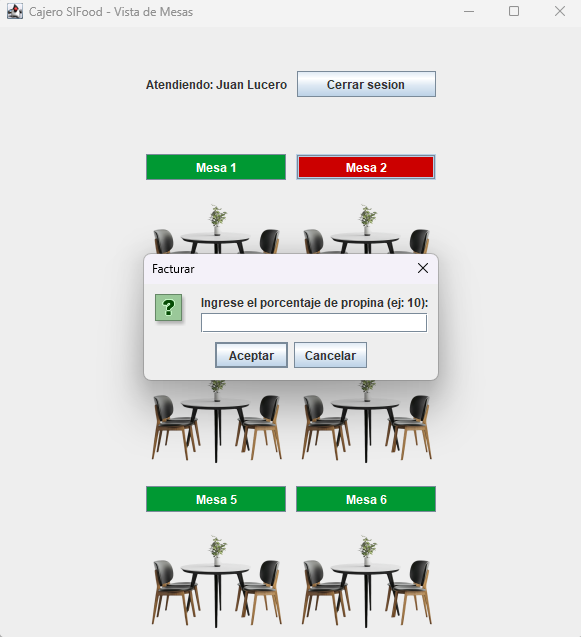 Cajero SIFood - Vista de Mesas
Atendiendo: Juan Lucero
Cerrar sesion
Mesa 1
Mesa 2
Facturar
?
Ingrese el porcentaje de propina (ej: 10):
Aceptar
Cancelar
Mesa 5
Mesa 6